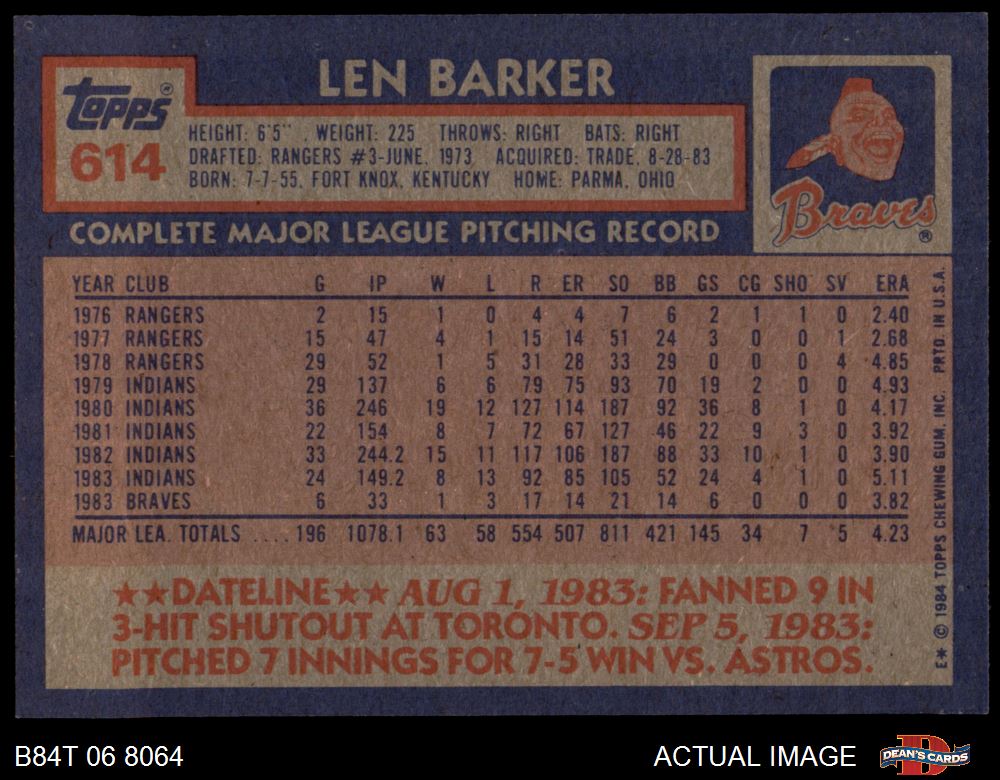 LEN BARKER
topps®
614
HEIGHT: 6'5" . WEIGHT: 225 THROWS: RIGHT BATS: RIGHT
DRAFTED: RANGERS #3-JUNE, 1973 ACQUIRED: TRADE, 8-28-83
BORN: 7-7-55, FORT KNOX, KENTUCKY HOME: PARMA, OHIO
Braves®
COMPLETE MAJOR LEAGUE PITCHING RECORD
YEAR CLUB G IP W L R ER SO BB GS CG SHO SV ERA
1976 RANGERS 2 15 1 0 4 4 7 6 2 1 1 0 2.40
1977 RANGERS 15 47 4 1 15 14 51 24 3 0 0 1 2.68
1978 RANGERS 29 52 1 5 31 28 33 29 0 0 0 4 4.85
1979 INDIANS 29 137 6 6 79 75 93 70 19 2 0 0 4.93
1980 INDIANS 36 246 19 12 127 114 187 92 36 8 1 0 4.17
1981 INDIANS 22 154 8 7 72 67 127 46 22 9 3 0 3.92
1982 INDIANS 33 244.2 15 11 117 106 187 88 33 10 1 0 3.90
1983 INDIANS 24 149.2 8 13 92 85 105 52 24 4 1 0 5.11
1983 BRAVES 6 33 1 3 17 14 21 14 6 0 0 0 3.82
MAJOR LEA. TOTALS .... 196 1078.1 63 58 554 507 811 421 145 34 7 5 4.23
★★DATELINE★★ AUG 1, 1983: FANNED 9 IN
3-HIT SHUTOUT AT TORONTO. SEP 5, 1983:
PITCHED 7 INNINGS FOR 7-5 WIN VS. ASTROS.
E* © 1984 TOPPS CHEWING GUM, INC. PRTD. IN U.S.A.
B84T 06 8064
ACTUAL IMAGE
D
DEAN'S CARDS